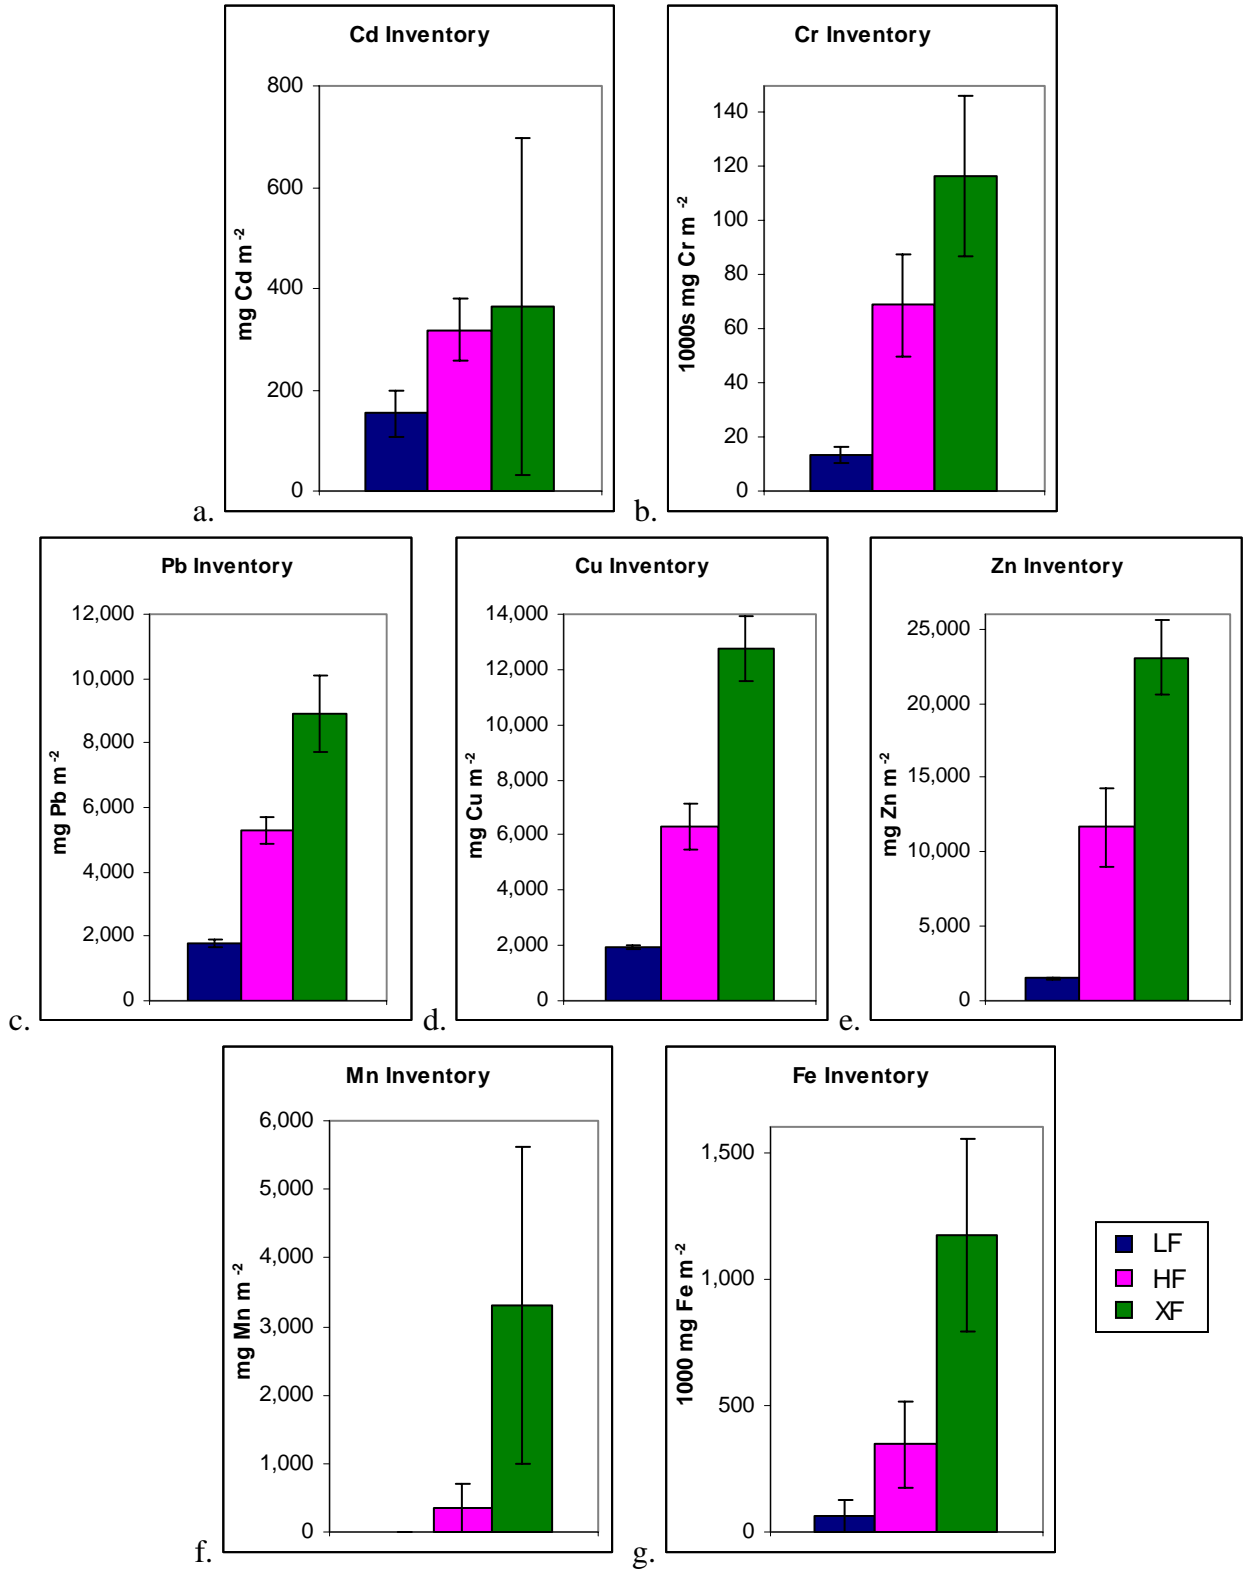 Cd Inventory
800
600
400
200
0
mg Cd m⁻²
a.
Cr Inventory
140
120
100
80
60
40
20
0
1000s mg Cr m ⁻²
b.
Pb Inventory
12,000
10,000
8,000
6,000
4,000
2,000
0
mg Pb m⁻²
c.
Cu Inventory
14,000
12,000
10,000
8,000
6,000
4,000
2,000
0
mg Cu m⁻²
d.
Zn Inventory
25,000
20,000
15,000
10,000
5,000
0
mg Zn m⁻²
e.
Mn Inventory
6,000
5,000
4,000
3,000
2,000
1,000
0
mg Mn m⁻²
f.
Fe Inventory
1,500
1,000
500
0
1000 mg Fe m⁻²
g.
LF
HF
XF